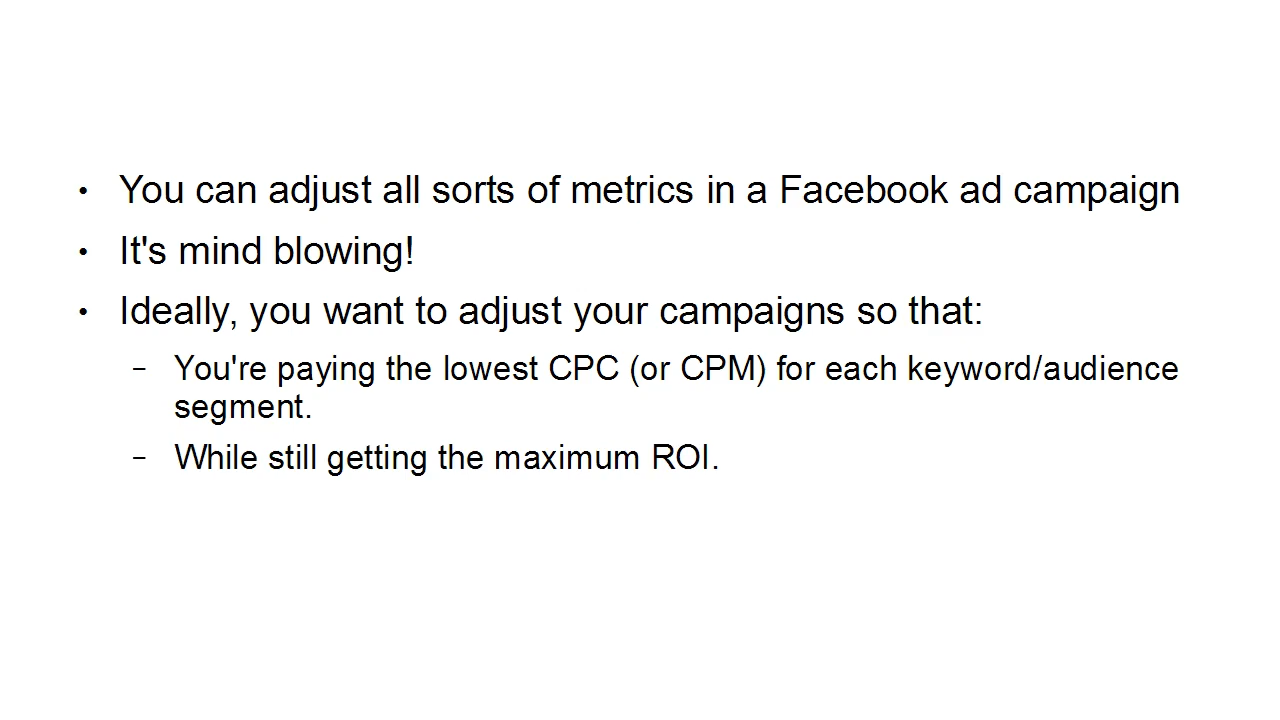 • You can adjust all sorts of metrics in a Facebook ad campaign
• It's mind blowing!
• Ideally, you want to adjust your campaigns so that:
– You're paying the lowest CPC (or CPM) for each keyword/audience
segment.
– While still getting the maximum ROI.